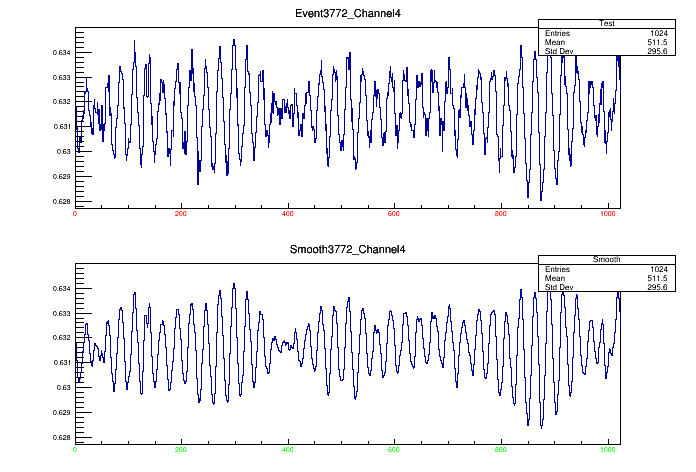 Event3772_Channel4
Test
Entries 1024
Mean 511.5
Std Dev 295.6
0.634
0.633
0.632
0.631
0.63
0.629
0.628
0 200 400 600 800 1000
Smooth3772_Channel4
Smooth
Entries 1024
Mean 511.5
Std Dev 295.6
0.634
0.633
0.632
0.631
0.63
0.629
0.628
0 200 400 600 800 1000